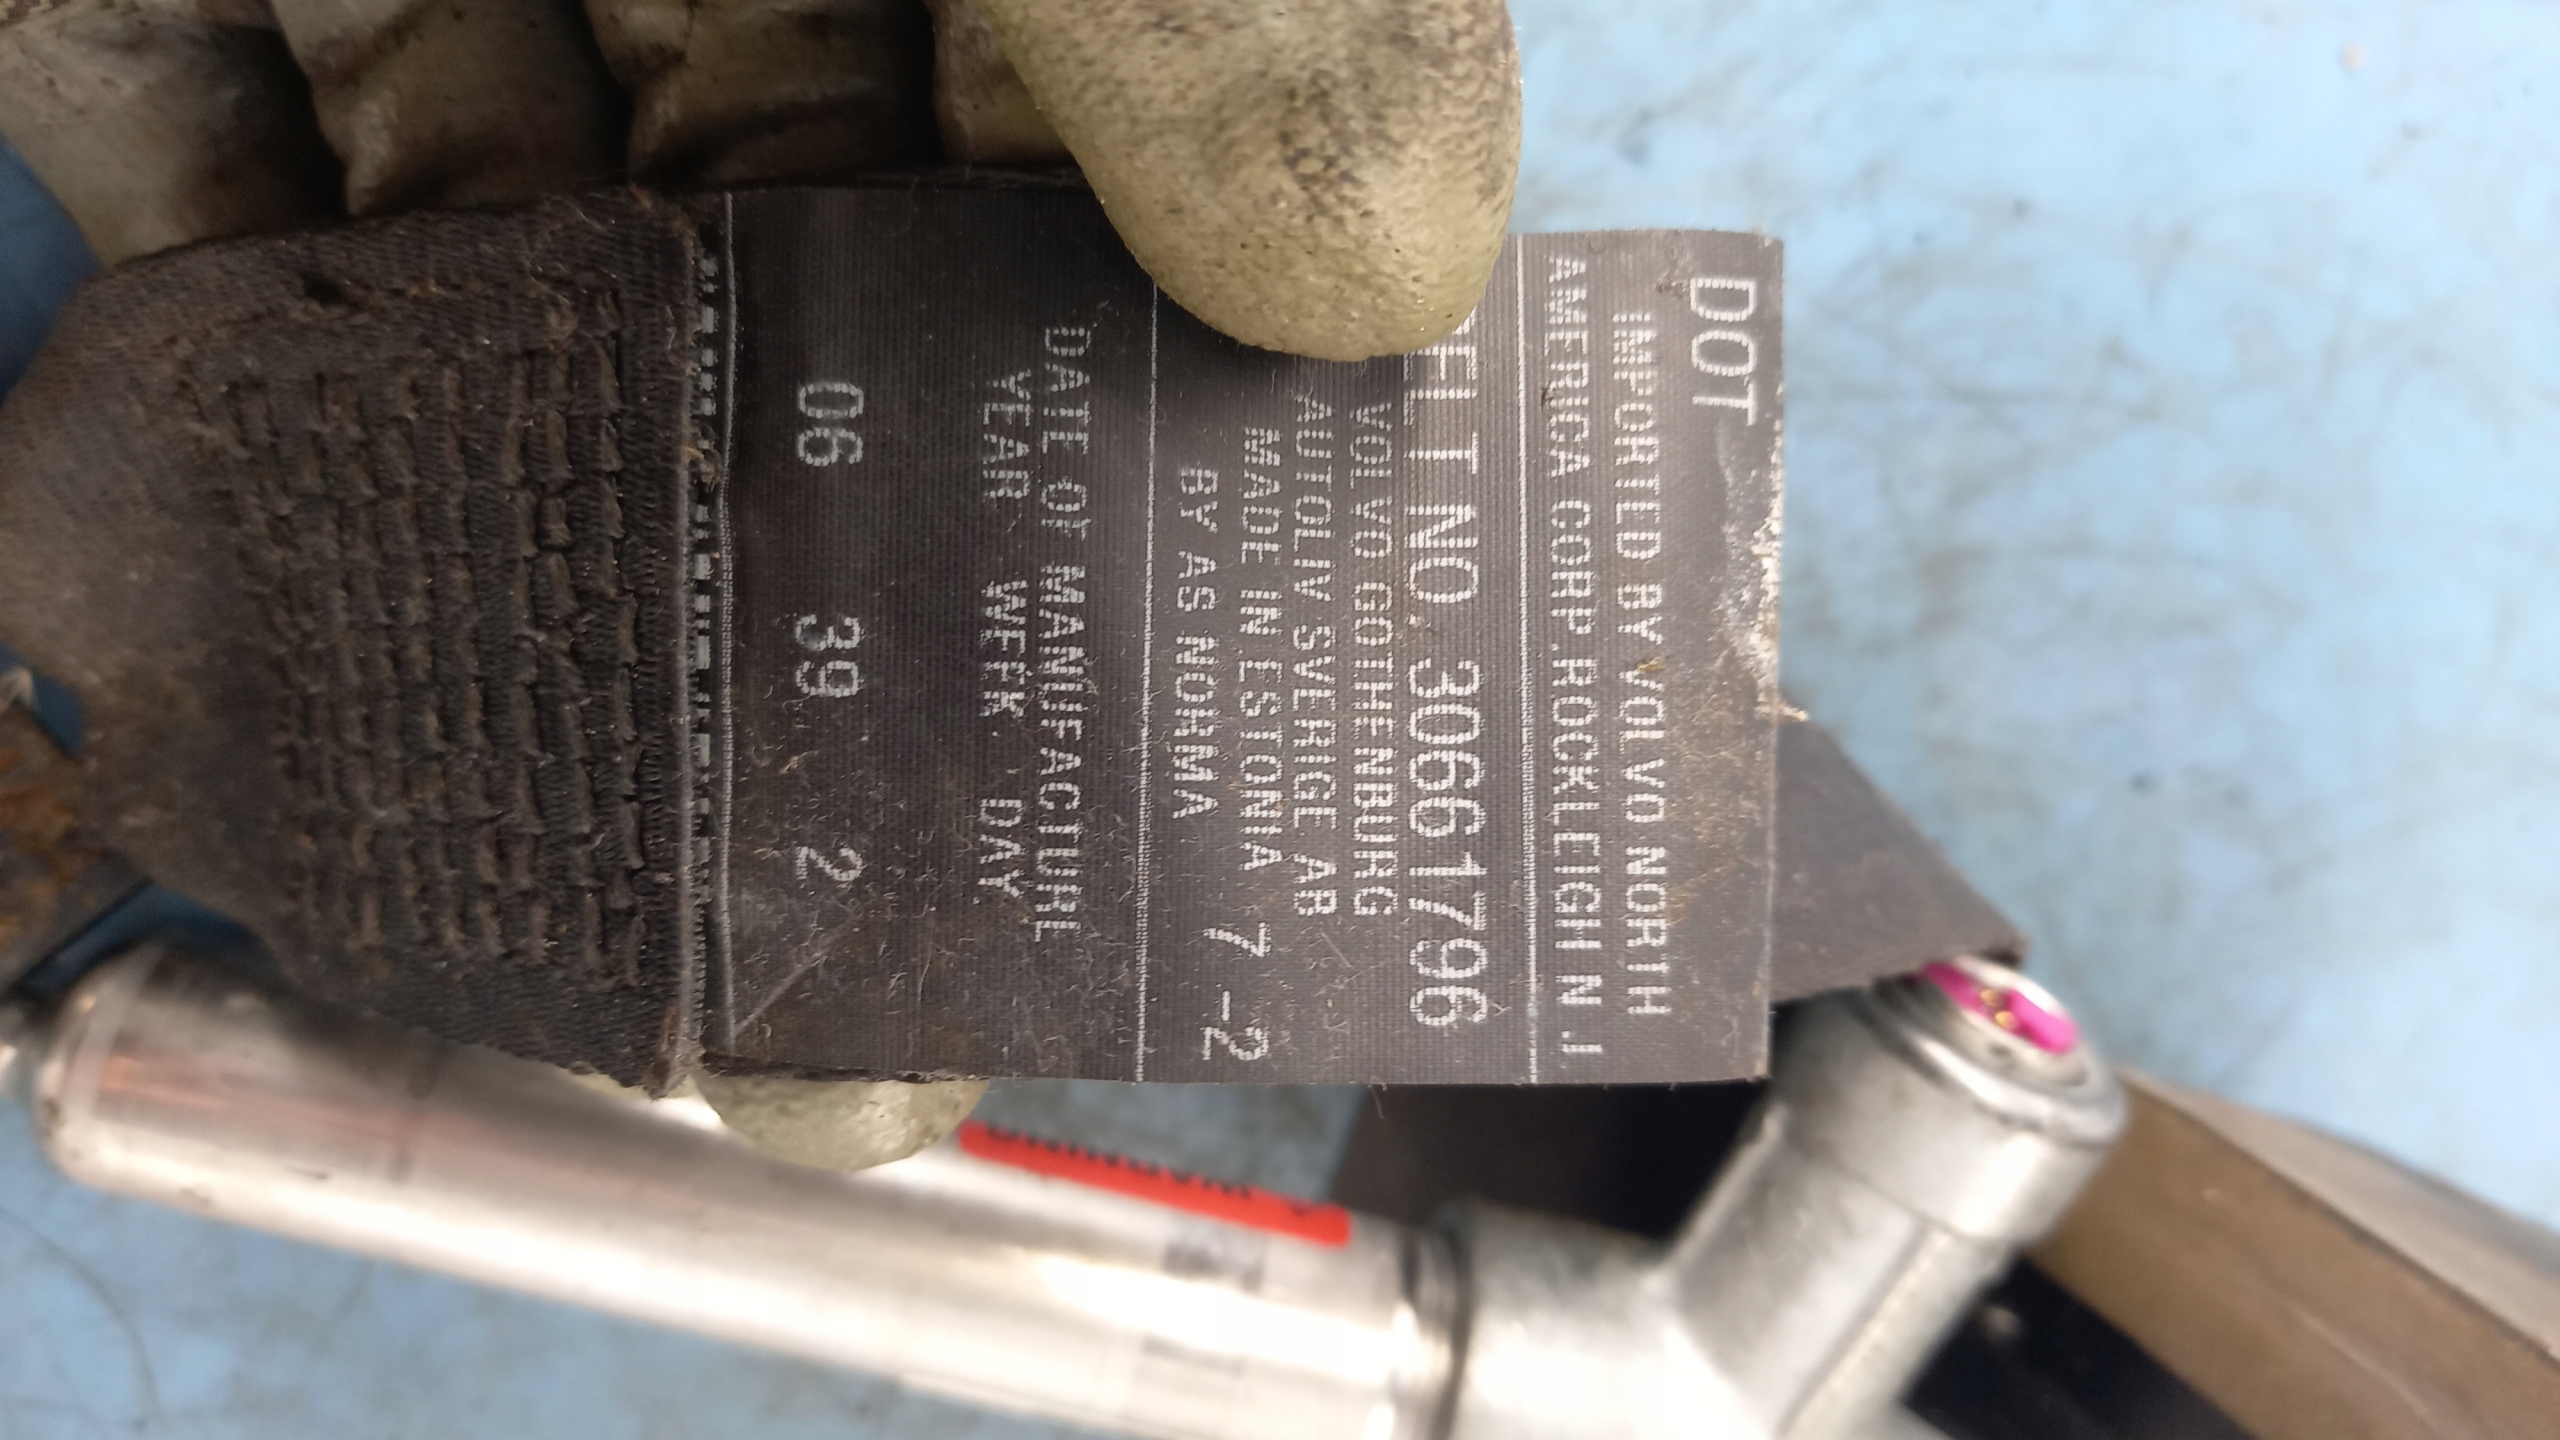 DOT
IMPORTED BY VOLVO NORTH
AMERICA CORP. ROCKLEIGH N J
BELT NO. 30661796
VOLVO GOTHENBURG
AUTOLIV SVERIGE AB
MADE IN ESTONIA 7 -2
BY AS NORMA
DATE OF MANUFACTURE
YEAR WEEK DAY
06 39 2
WARNING